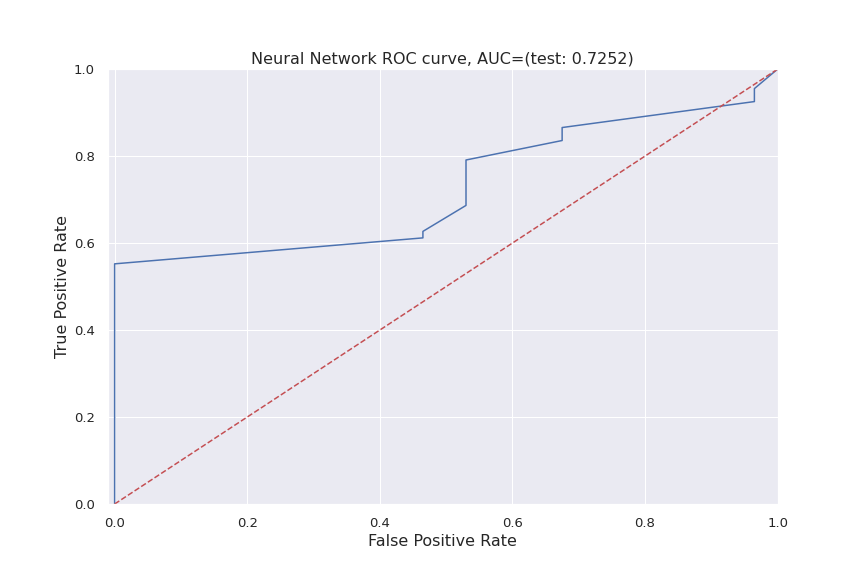 Neural Network ROC curve, AUC=(test: 0.7252)
1.0
0.8
0.6
0.4
0.2
0.0
True Positive Rate
0.0 0.2 0.4 0.6 0.8 1.0
False Positive Rate